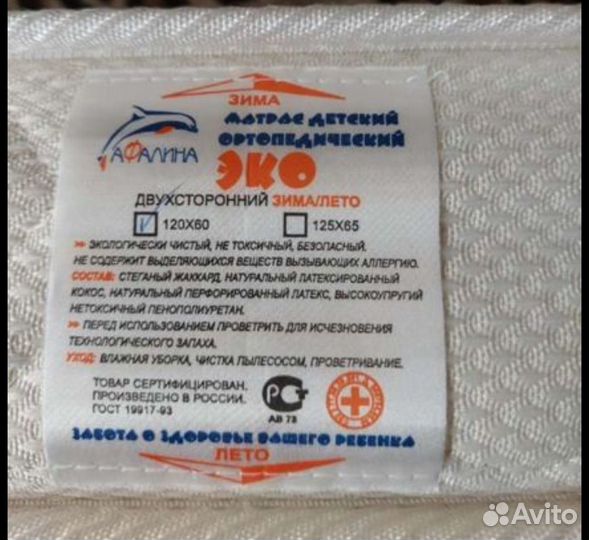 ЗИМА
АФАЛИНА
МАТРАС ДЕТСКИЙ
ОРТОПЕДИЧЕСКИЙ
ЭКО
ДВУХСТОРОННИЙ ЗИМА/ЛЕТО
120X60 125X65
ЭКОЛОГИЧЕСКИ ЧИСТЫЙ, НЕ ТОКСИЧНЫЙ, БЕЗОПАСНЫЙ.
НЕ СОДЕРЖИТ ВЫДЕЛЯЮЩИХСЯ ВЕЩЕСТВ ВЫЗЫВАЮЩИХ АЛЛЕРГИЮ.
СОСТАВ: СТЕГАНЫЙ ЖАККАРД, НАТУРАЛЬНЫЙ ЛАТЕКСИРОВАННЫЙ
КОКОС, НАТУРАЛЬНЫЙ ПЕРФОРИРОВАННЫЙ ЛАТЕКС, ВЫСОКОУПРУГИЙ
НЕТОКСИЧНЫЙ ПЕНОПОЛИУРЕТАН.
ПЕРЕД ИСПОЛЬЗОВАНИЕМ ПРОВЕТРИТЬ ДЛЯ ИСЧЕЗНОВЕНИЯ
ТЕХНОЛОГИЧЕСКОГО ЗАПАХА.
УХОД: ВЛАЖНАЯ УБОРКА, ЧИСТКА ПЫЛЕСОСОМ, ПРОВЕТРИВАНИЕ.
ТОВАР СЕРТИФИЦИРОВАН.
ПРОИЗВЕДЕНО В РОССИИ.
ГОСТ 19917-93
РСТ
АВ 73
ЗАБОТА О ЗДОРОВЬЕ ВАШЕГО РЕБЕНКА
ЛЕТО
Avito